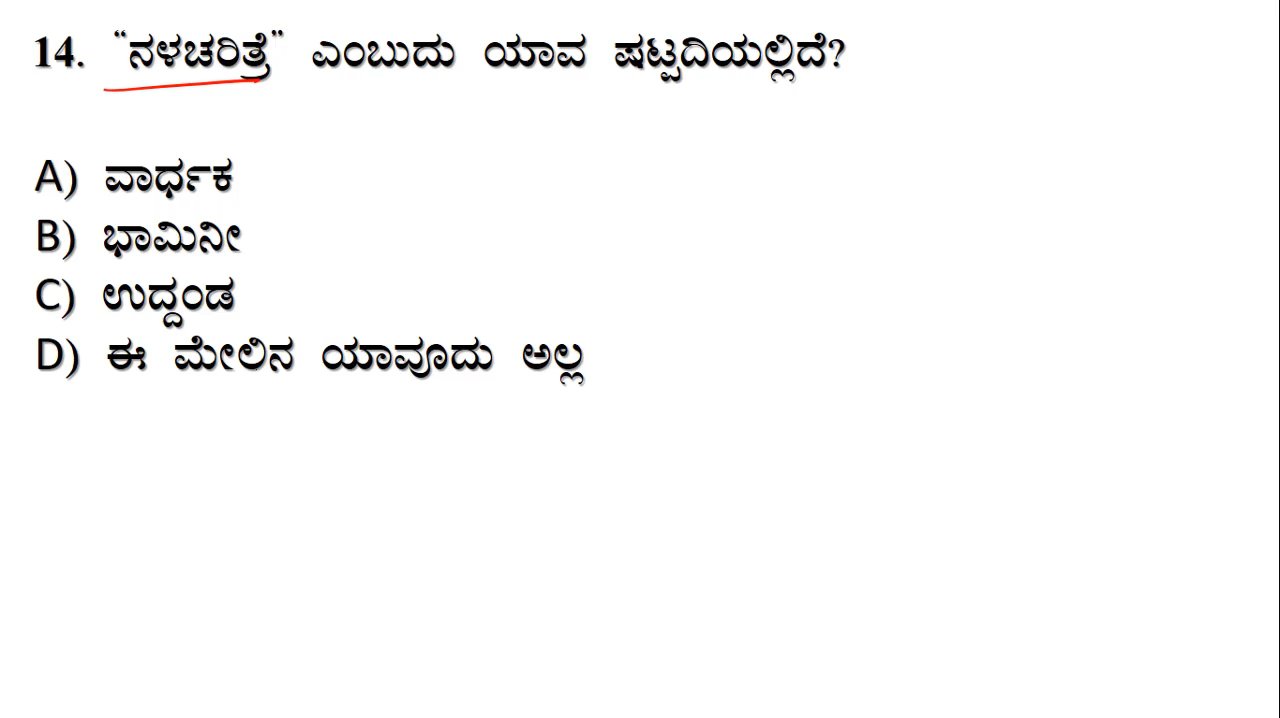 14. “ನಳಚರಿತ್ರೆ” ಎಂಬುದು ಯಾವ ಷಟ್ಪದಿಯಲ್ಲಿದೆ?
A) ವಾರ್ಧಕ
B) ಭಾಮಿನೀ
C) ಉದ್ದಂಡ
D) ಈ ಮೇಲಿನ ಯಾವೂದು ಅಲ್ಲ